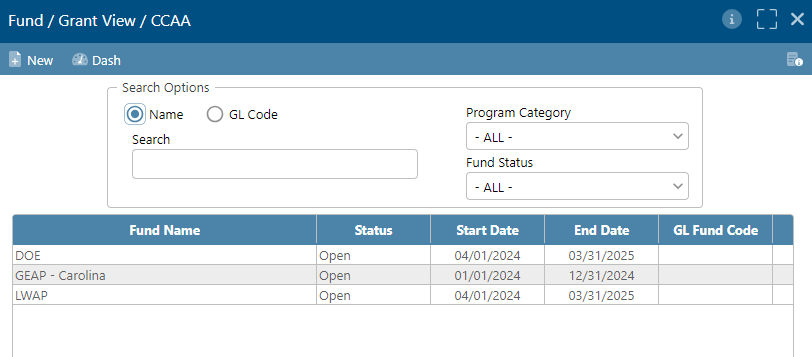 Fund / Grant View / CCAA
New Dash
Search Options
Name GL Code
Program Category
- ALL -
Search
Fund Status
- ALL -
Fund Name Status Start Date End Date GL Fund Code
DOE Open 04/01/2024 03/31/2025
GEAP - Carolina Open 01/01/2024 12/31/2024
LWAP Open 04/01/2024 03/31/2025